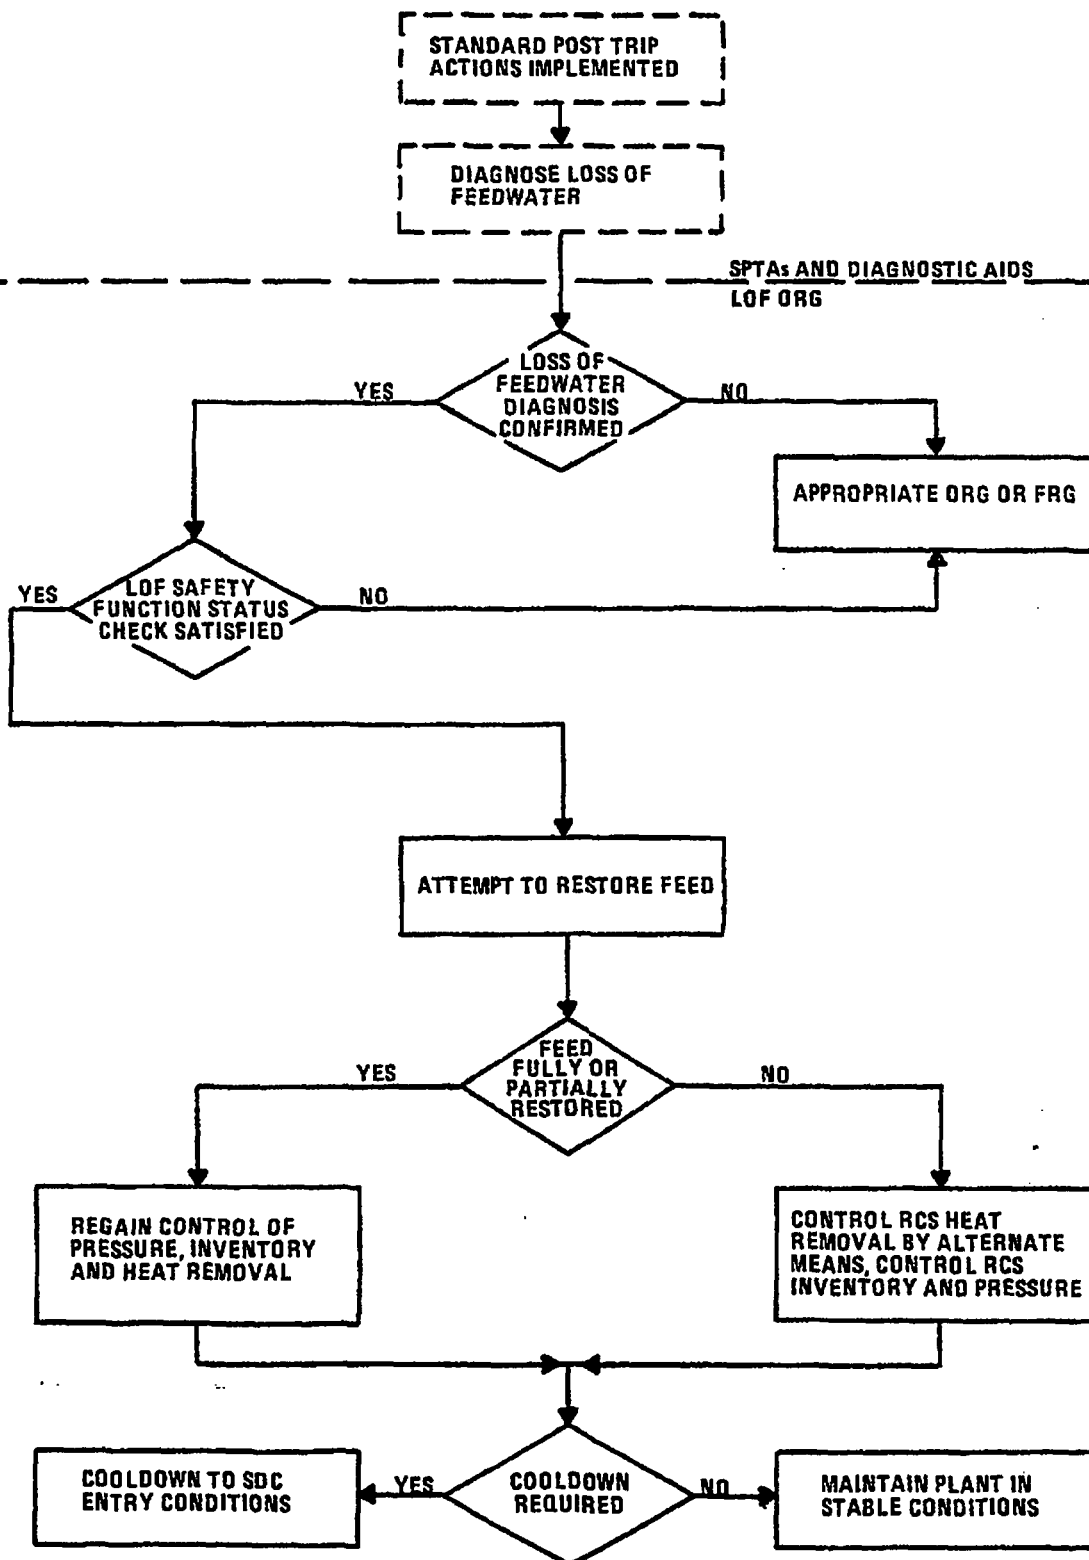 STANDARD POST TRIP
ACTIONS IMPLEMENTED
DIAGNOSE LOSS OF
FEEDWATER
SPTAs AND DIAGNOSTIC AIDS
LOF ORG
LOSS OF
FEEDWATER
DIAGNOSIS
CONFIRMED
YES
NO
APPROPRIATE ORG OR FRG
YES
LOF SAFETY
FUNCTION STATUS
CHECK SATISFIED
NO
ATTEMPT TO RESTORE FEED
YES
FEED
FULLY OR
PARTIALLY
RESTORED
NO
REGAIN CONTROL OF
PRESSURE, INVENTORY
AND HEAT REMOVAL
CONTROL RCS HEAT
REMOVAL BY ALTERNATE
MEANS, CONTROL RCS
INVENTORY AND PRESSURE
COOLDOWN TO SDC
ENTRY CONDITIONS
YES
COOLDOWN
REQUIRED
NO
MAINTAIN PLANT IN
STABLE CONDITIONS